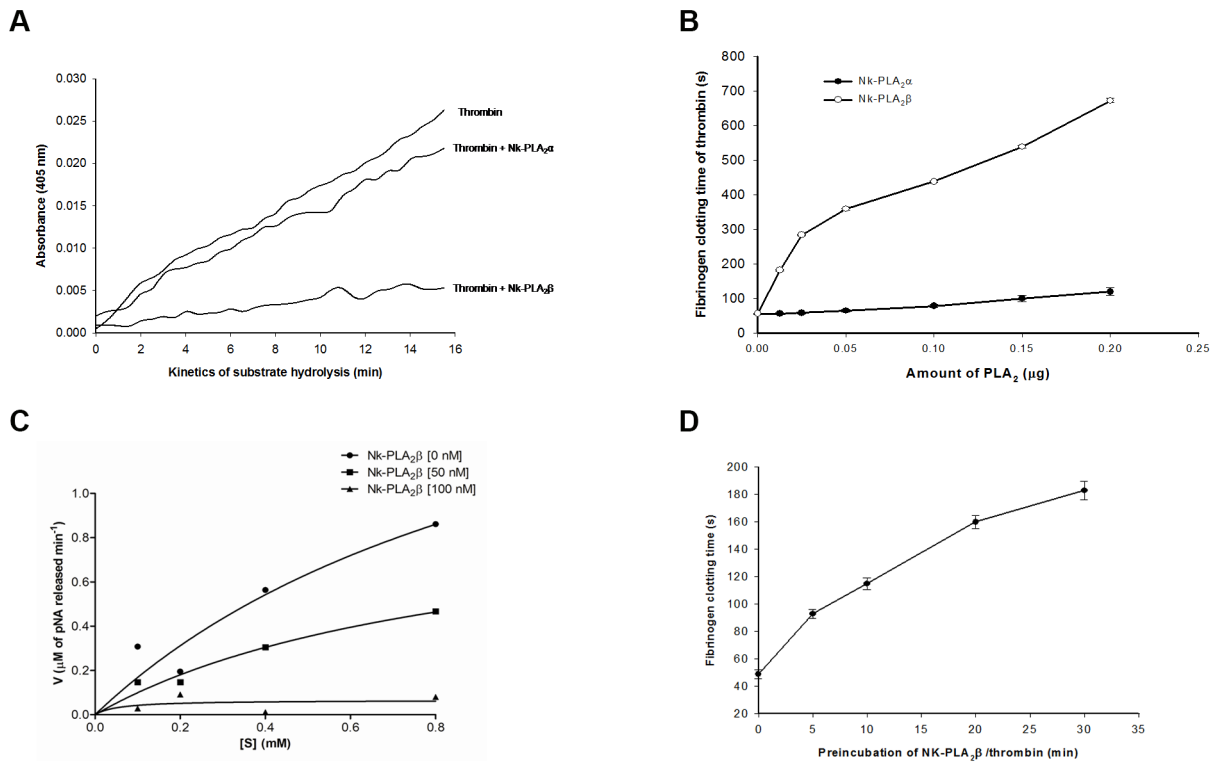 A
Absorbance (405 nm)
0.030
0.025
0.020
0.015
0.010
0.005
0.000
0 2 4 6 8 10 12 14 16
Kinetics of substrate hydrolysis (min)
Thrombin
Thrombin + Nk-PLA₂α
Thrombin + Nk-PLA₂β
B
Fibrinogen clotting time of thrombin (s)
800
700
600
500
400
300
200
100
0
0.00 0.05 0.10 0.15 0.20 0.25
Amount of PLA₂ (μg)
Nk-PLA₂α
Nk-PLA₂β
C
Nk-PLA₂β [0 nM]
Nk-PLA₂β [50 nM]
Nk-PLA₂β [100 nM]
V (μM of pNA released min⁻¹)
1.0
0.8
0.6
0.4
0.2
0.0
0.0 0.2 0.4 0.6 0.8
[S] (mM)
D
Fibrinogen clotting time (s)
200
180
160
140
120
100
80
60
40
20
0 5 10 15 20 25 30 35
Preincubation of NK-PLA₂β /thrombin (min)